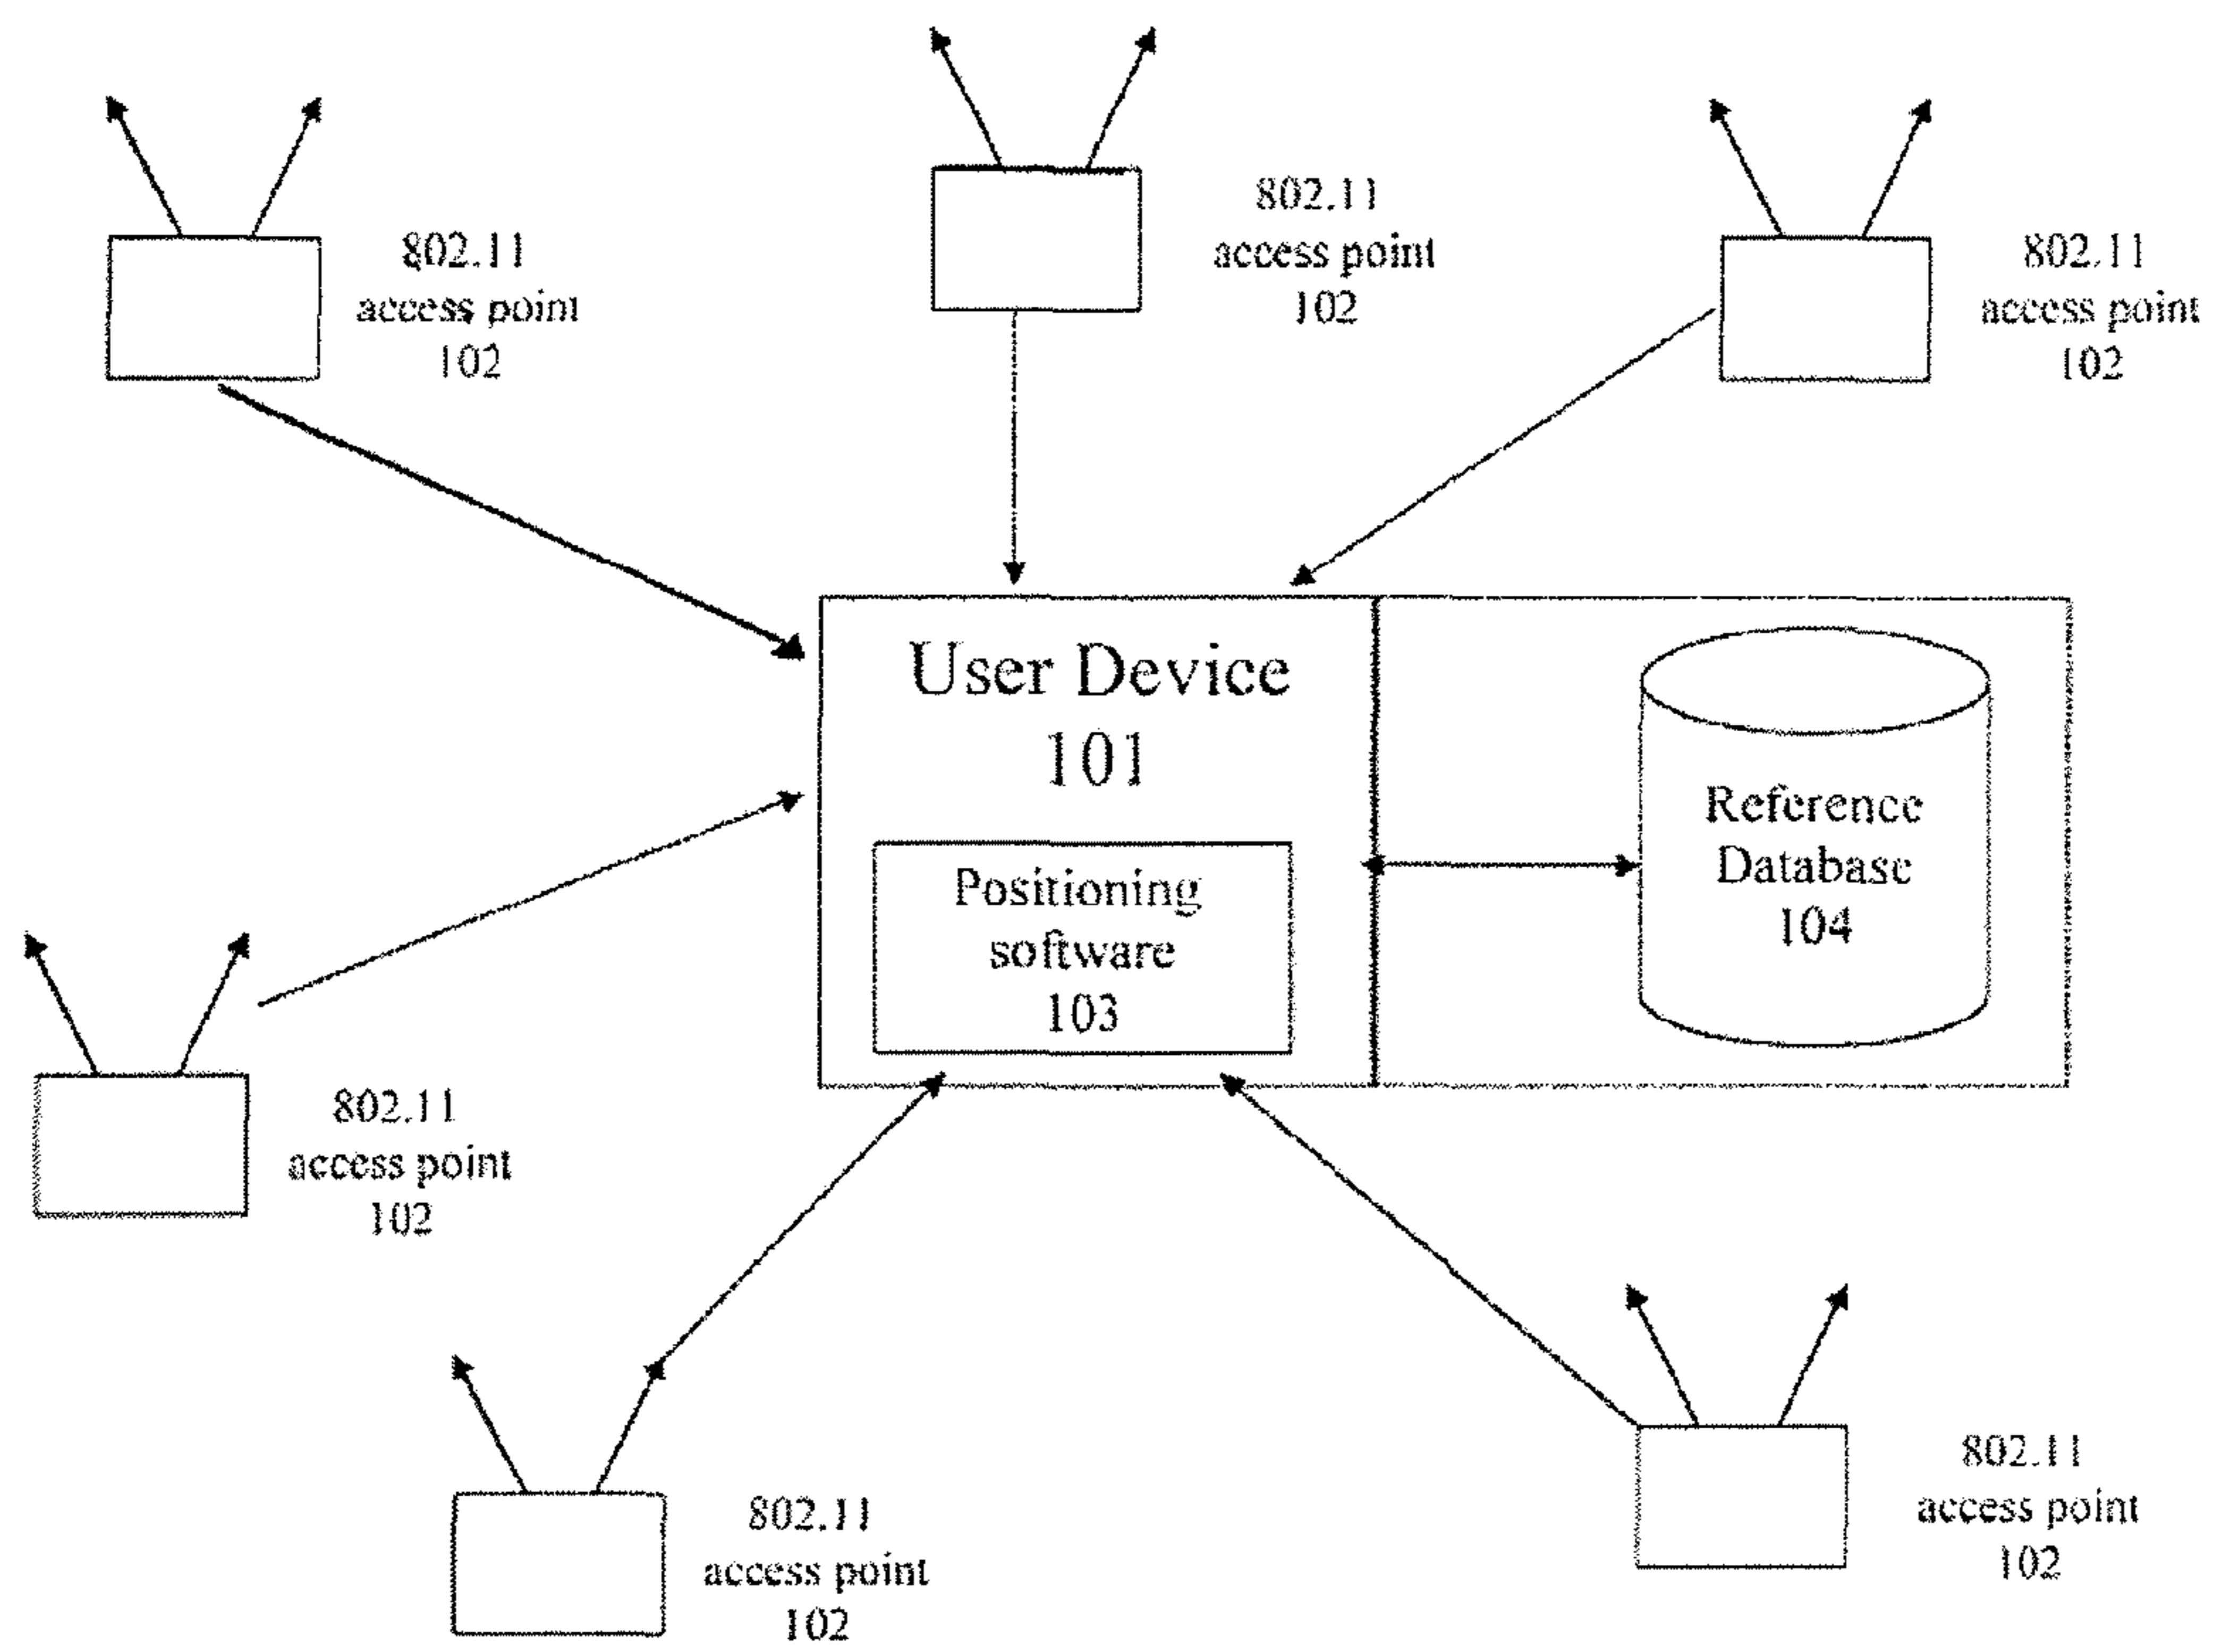 802.11
access point
102
802.11
access point
102
802.11
access point
102
User Device
101
Positioning
software
103
Reference
Database
104
802.11
access point
102
802.11
access point
102
802.11
access point
102